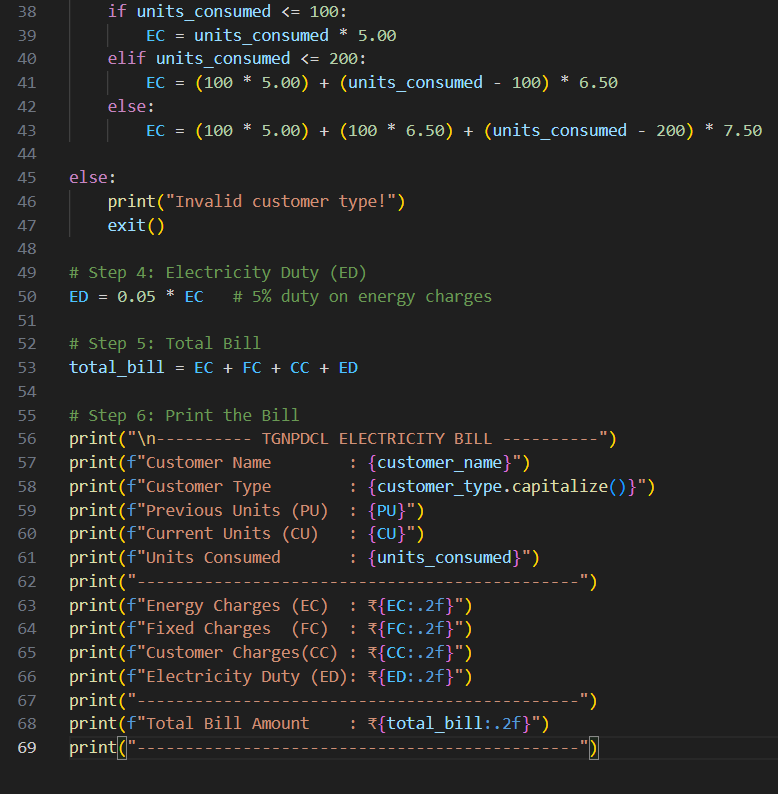 38     if units_consumed <= 100:
39         EC = units_consumed * 5.00
40     elif units_consumed <= 200:
41         EC = (100 * 5.00) + (units_consumed - 100) * 6.50
42     else:
43         EC = (100 * 5.00) + (100 * 6.50) + (units_consumed - 200) * 7.50
44
45 else:
46     print("Invalid customer type!")
47     exit()
48
49 # Step 4: Electricity Duty (ED)
50 ED = 0.05 * EC   # 5% duty on energy charges
51
52 # Step 5: Total Bill
53 total_bill = EC + FC + CC + ED
54
55 # Step 6: Print the Bill
56 print("\n---------- TGNPDCL ELECTRICITY BILL ----------")
57 print(f"Customer Name        : {customer_name}")
58 print(f"Customer Type        : {customer_type.capitalize()}")
59 print(f"Previous Units (PU)  : {PU}")
60 print(f"Current Units (CU)   : {CU}")
61 print(f"Units Consumed       : {units_consumed}")
62 print("----------------------------------------------")
63 print(f"Energy Charges (EC)  : ₹{EC:.2f}")
64 print(f"Fixed Charges  (FC)  : ₹{FC:.2f}")
65 print(f"Customer Charges(CC) : ₹{CC:.2f}")
66 print(f"Electricity Duty (ED): ₹{ED:.2f}")
67 print("----------------------------------------------")
68 print(f"Total Bill Amount    : ₹{total_bill:.2f}")
69 print("----------------------------------------------")